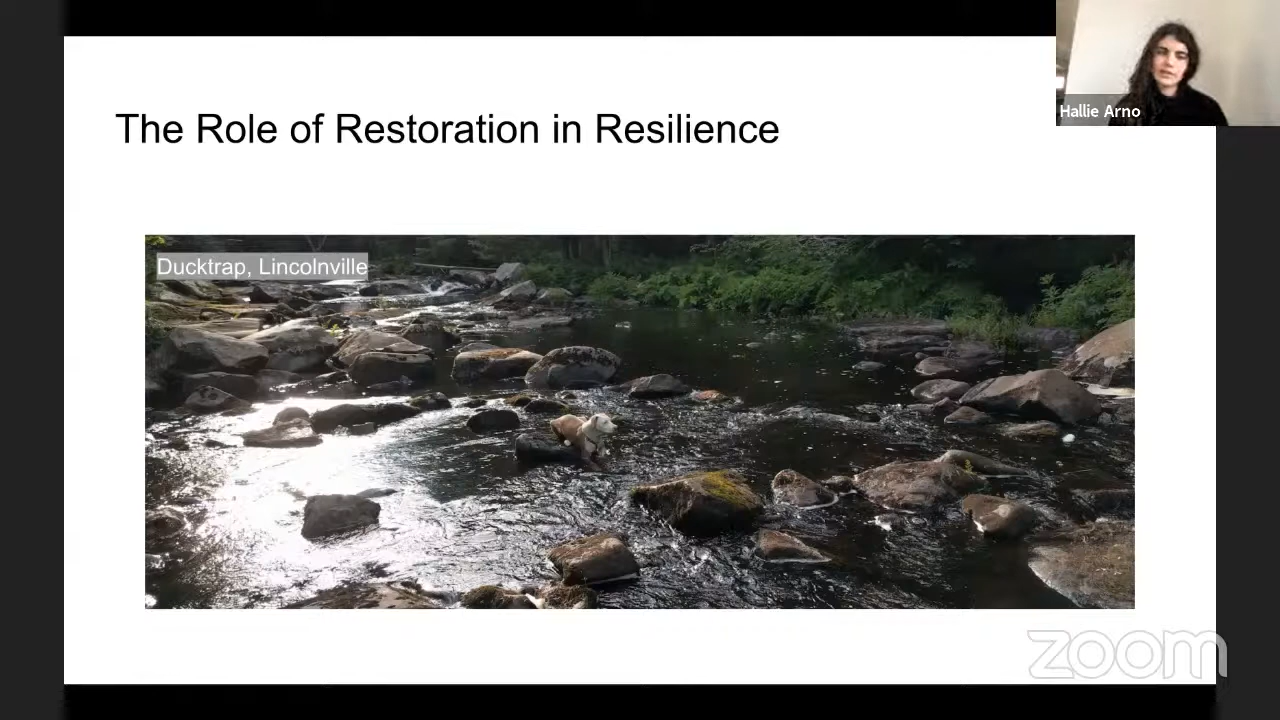 Hallie Arno
The Role of Restoration in Resilience
Ducktrap, Lincolnville
zoom